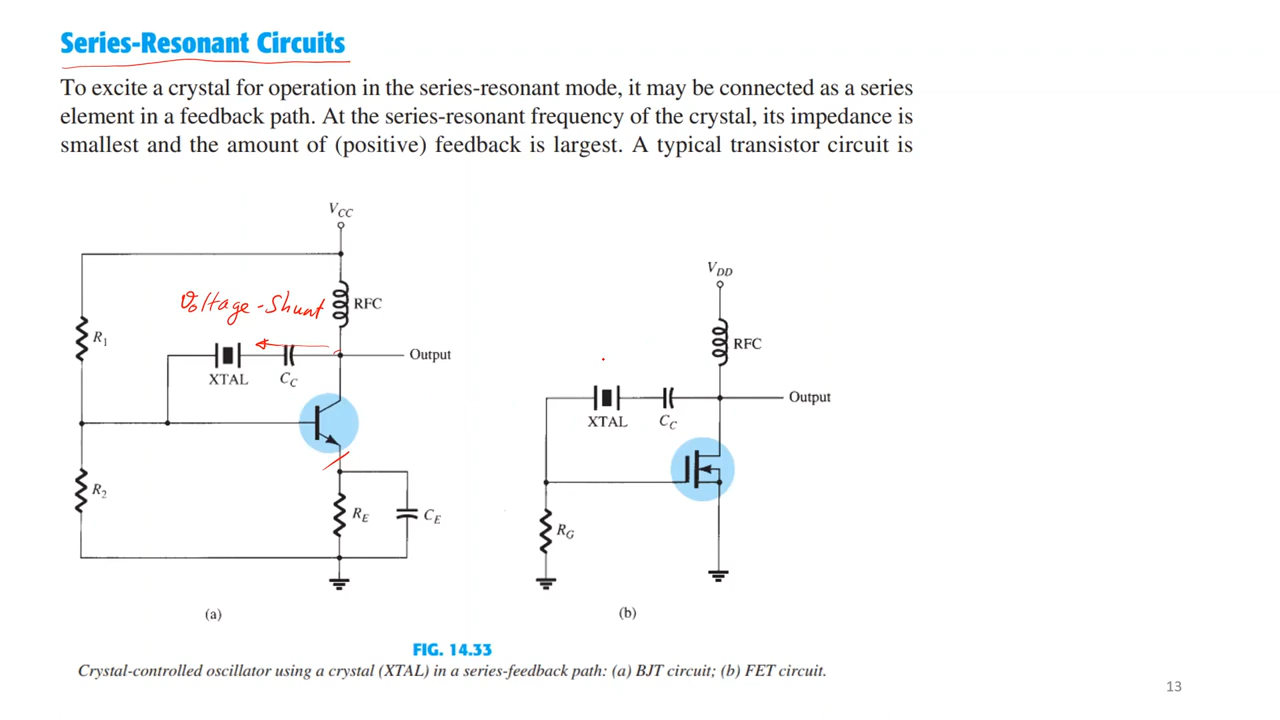 Series-Resonant Circuits
To excite a crystal for operation in the series-resonant mode, it may be connected as a series
element in a feedback path. At the series-resonant frequency of the crystal, its impedance is
smallest and the amount of (positive) feedback is largest. A typical transistor circuit is
VCC
RFC
Voltage-Shunt
R1
XTAL
CC
Output
R2
RE
CE
(a)
VDD
RFC
XTAL
CC
Output
RG
(b)
FIG. 14.33
Crystal-controlled oscillator using a crystal (XTAL) in a series-feedback path: (a) BJT circuit; (b) FET circuit.
13